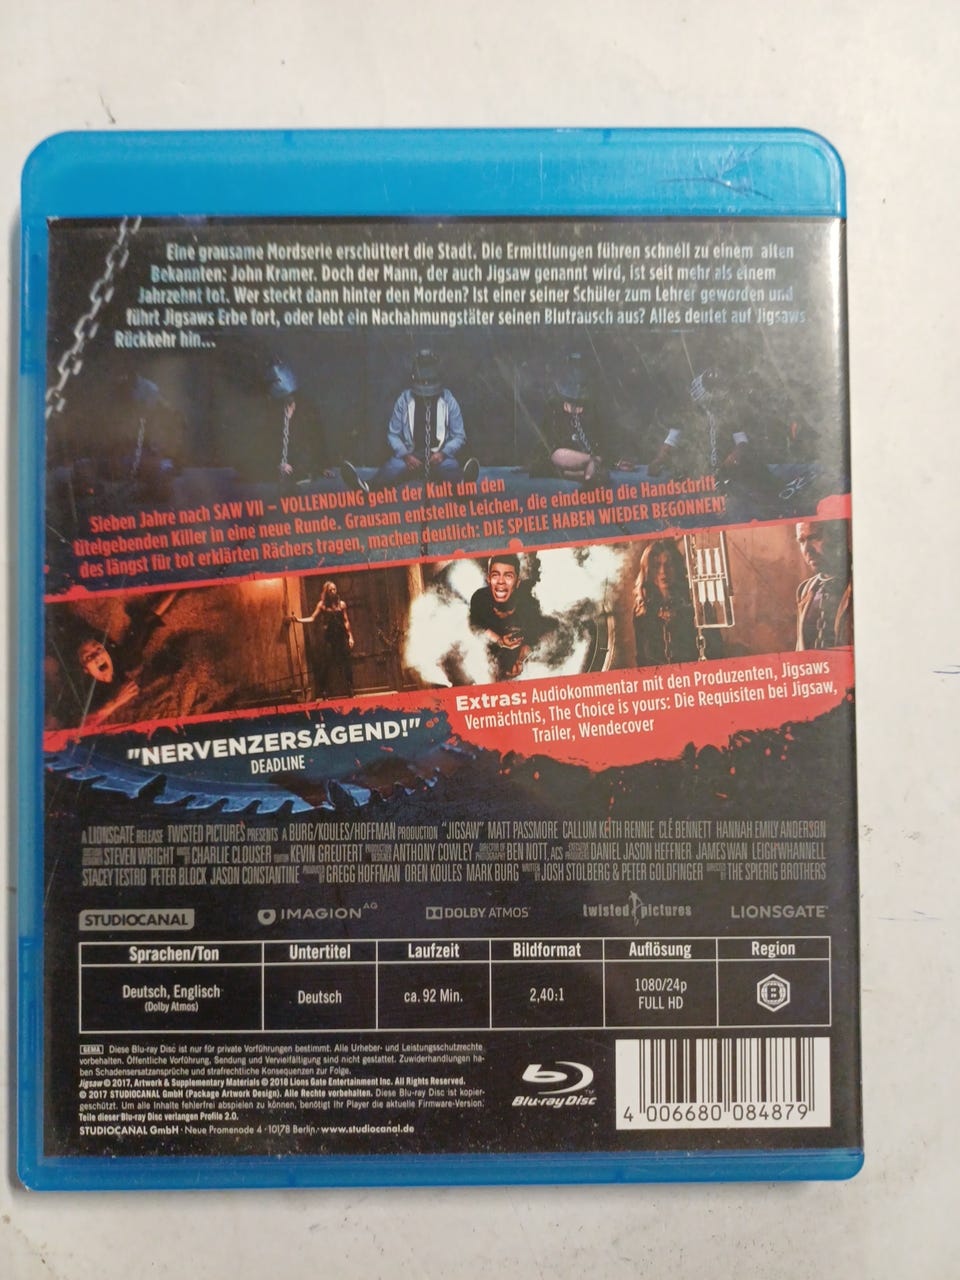 Eine grausame Mordserie erschüttert die Stadt. Die Ermittlungen führen schnell zu einem alten
Bekannten: John Kramer. Doch der Mann, der auch Jigsaw genannt wird, ist seit mehr als einem
Jahrzehnt tot. Wer steckt dann hinter den Morden? Ist einer seiner Schüler zum Lehrer geworden und
führt Jigsaws Erbe fort, oder lebt ein Nachahmungstäter seinen Blutrausch aus? Alles deutet auf Jigsaws
Rückkehr hin...
Sieben Jahre nach SAW VII – VOLLENDUNG geht der Kult dm den
titelgebenden Killer in eine neue Runde. Grausam entstellte Leichen, die eindeutig die Handschrift
des längst für tot erklärten Rächers tragen, machen deutlich: DIE SPIELE HABEN WIEDER BEGONNEN!
Extras: Audiokommentar mit den Produzenten, Jigsaws
Vermächtnis, The Choice is yours: Die Requisiten bei Jigsaw,
Trailer, Wendecover
"NERVENZERSÄGEND!"
DEADLINE
A LIONSGATE RELEASE TWISTED PICTURES PRESENTS A BURG/KOULES/HOFFMAN PRODUCTION "JIGSAW" MATT PASSMORE CALLUM KEITH RENNIE CLÉ BENNETT HANNAH EMILY ANDERSON
STEVEN WRIGHT CHARLIE CLOUSER EDITOR KEVIN GREUTERT PRODUCTION DESIGNER ANTHONY COWLEY DIRECTOR OF PHOTOGRAPHY BEN NOTT, ACS EXECUTIVE PRODUCERS DANIEL JASON HEFFNER JAMES WAN LEIGH WHANNELL
STACEY TESTRO PETER BLOCK JASON CONSTANTINE PRODUCED BY GREGG HOFFMAN OREN KOULES MARK BURG WRITTEN BY JOSH STOLBERG & PETER GOLDFINGER DIRECTED BY THE SPIERIG BROTHERS
STUDIOCANAL IMAGION AG DOLBY ATMOS twisted pictures LIONSGATE
Sprachen/Ton Untertitel Laufzeit Bildformat Auflösung Region
Deutsch, Englisch (Dolby Atmos) Deutsch ca. 92 Min. 2,40:1 1080/24p FULL HD B
GEMA Diese Blu-ray Disc ist nur für private Vorführungen bestimmt. Alle Urheber- und Leistungsschutzrechte
vorbehalten. Öffentliche Vorführung, Sendung und Vervielfältigung sind nicht gestattet. Zuwiderhandlungen ha-
ben Schadensersatzansprüche und strafrechtliche Konsequenzen zur Folge.
Jigsaw © 2017, Artwork & Supplementary Materials © 2018 Lions Gate Entertainment Inc. All Rights Reserved.
© 2017 STUDIOCANAL GmbH (Package Artwork Design). Alle Rechte vorbehalten. Diese Blu-ray Disc ist kopier-
geschützt. Um alle Inhalte fehlerfrei abspielen zu können, benötigt Ihr Player die aktuelle Firmware-Version.
Teile dieser Blu-ray Disc verlangen Profile 2.0.
STUDIOCANAL GmbH · Neue Promenade 4 · 10178 Berlin · www.studiocanal.de
Blu-ray Disc
4 006680 084879